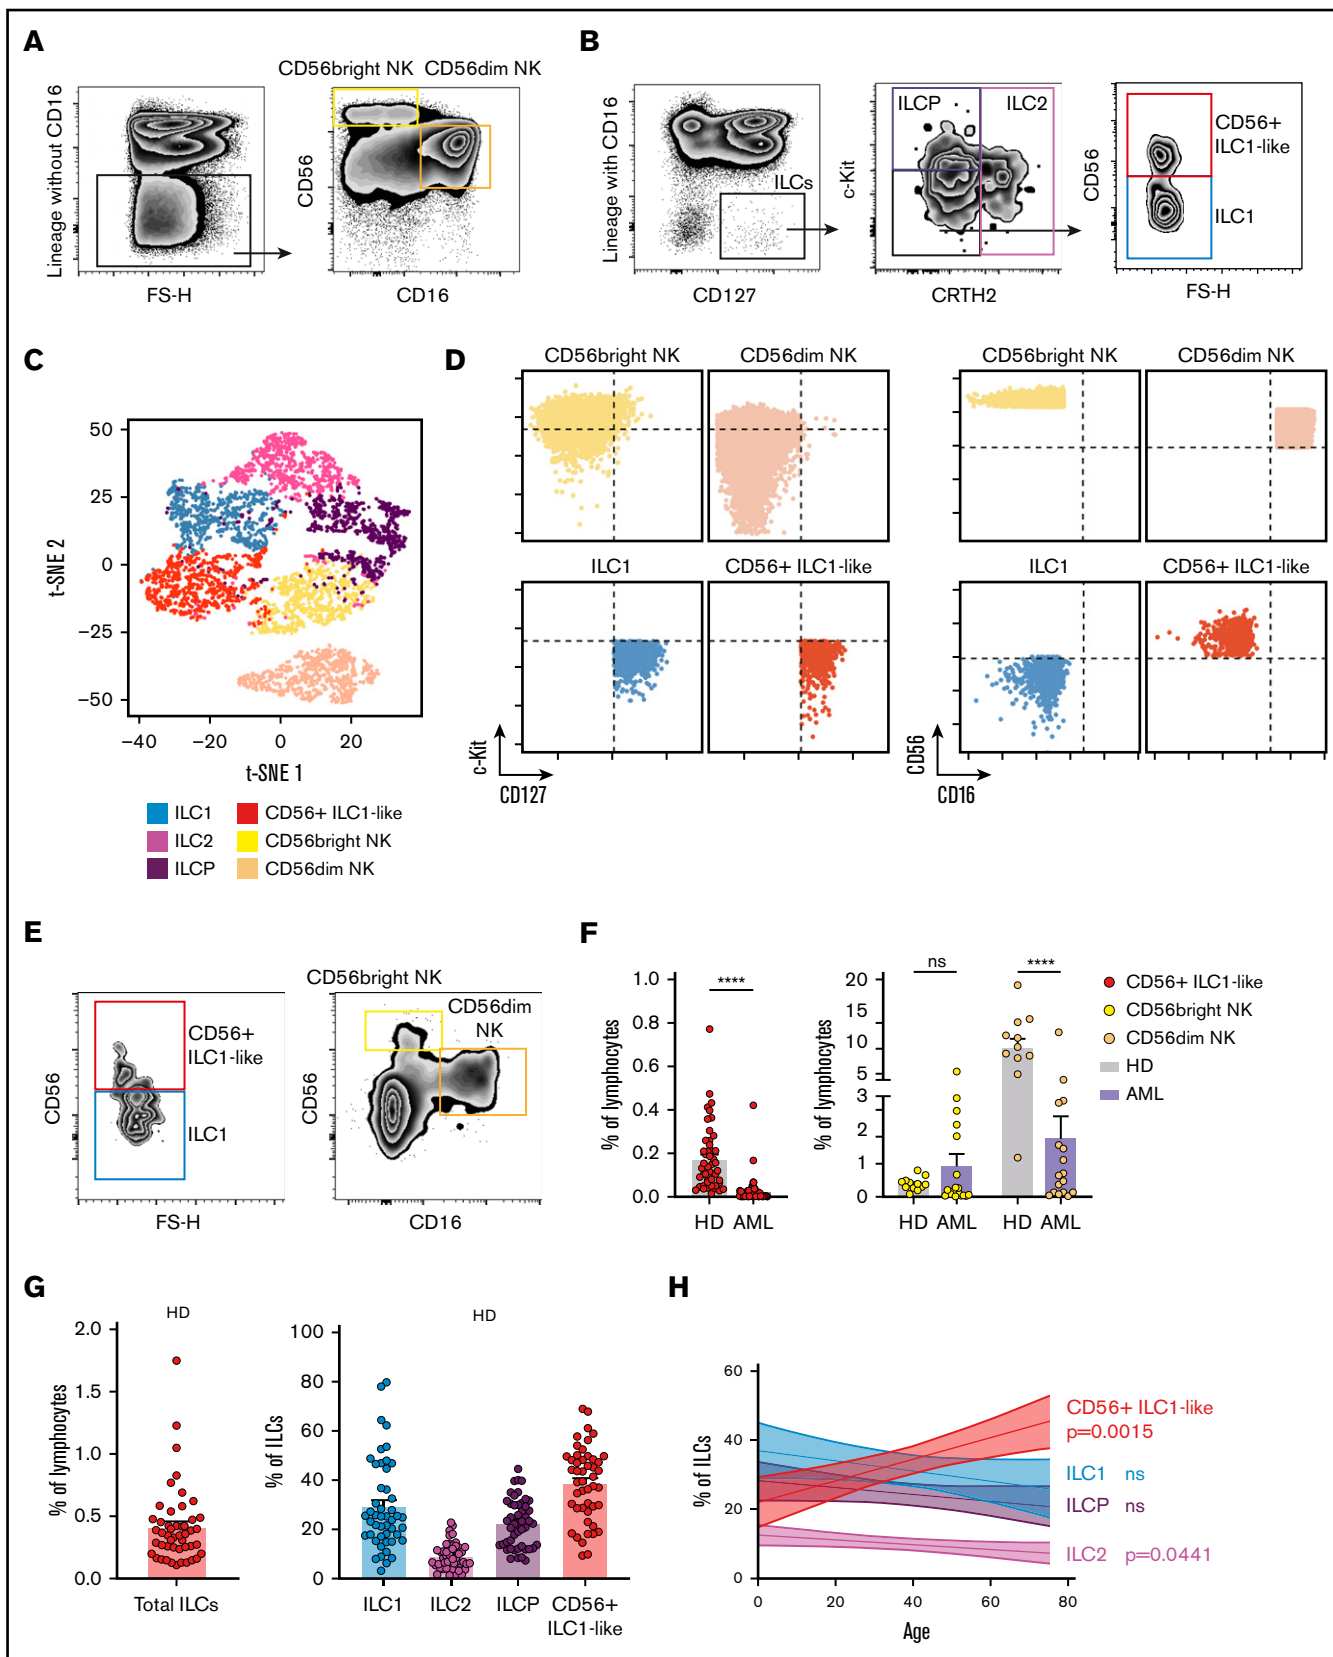 A
CD56bright NK
CD56dim NK
Lineage without CD16
FS-H
CD56
CD16
B
Lineage with CD16
ILCs
CD127
c-Kit
ILCP
ILC2
CRTH2
CD56
CD56+
ILC1-like
ILC1
FS-H
C
t-SNE 2
50
25
0
−25
−50
−40
−20
0
20
t-SNE 1
ILC1
CD56+ ILC1-like
ILC2
CD56bright NK
ILCP
CD56dim NK
D
CD56bright NK
CD56dim NK
ILC1
CD56+ ILC1-like
c-Kit
CD127
CD56bright NK
CD56dim NK
ILC1
CD56+ ILC1-like
CD56
CD16
E
CD56
CD56+
ILC1-like
ILC1
FS-H
CD56bright NK
CD56dim
NK
CD56
CD16
F
% of lymphocytes
1.0
0.8
0.6
0.4
0.2
0.0
****
HD
AML
% of lymphocytes
20
15
10
5
3
2
1
0
ns
****
HD
AML
HD
AML
CD56+ ILC1-like
CD56bright NK
CD56dim NK
HD
AML
G
HD
% of lymphocytes
2.0
1.5
1.0
0.5
0.0
Total ILCs
HD
% of ILCs
100
80
60
40
20
0
ILC1
ILC2
ILCP
CD56+
ILC1-like
H
% of ILCs
60
40
20
0
0
20
40
60
80
Age
CD56+ ILC1-like
p=0.0015
ILC1 ns
ILCP ns
ILC2 p=0.0441